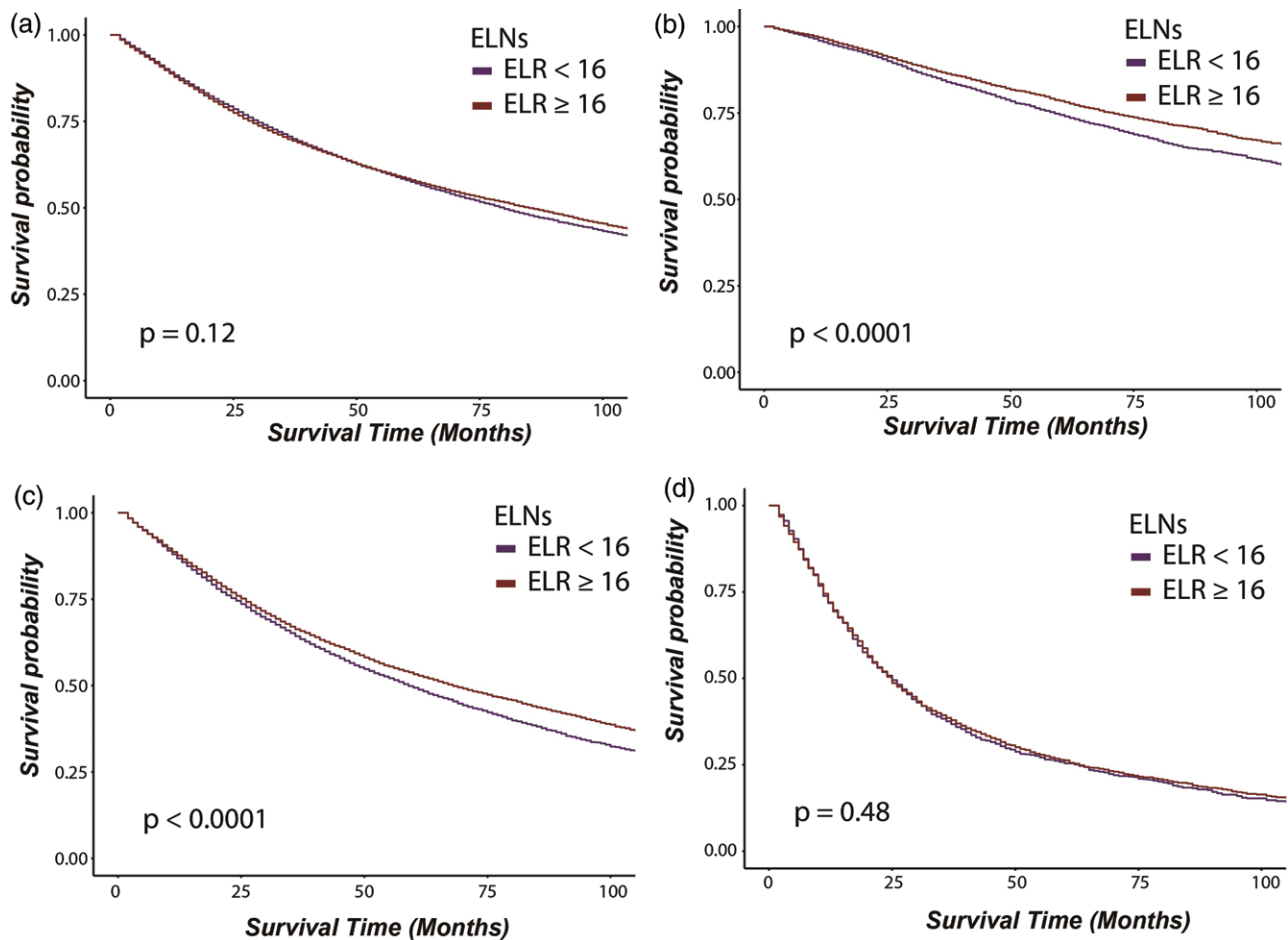 (a)
1.00
0.75
0.50
0.25
0.00
Survival probability
ELNs
ELR < 16
ELR ≥ 16
p = 0.12
0 25 50 75 100
Survival Time (Months)
(b)
1.00
0.75
0.50
0.25
0.00
Survival probability
ELNs
ELR < 16
ELR ≥ 16
p < 0.0001
0 25 50 75 100
Survival Time (Months)
(c)
1.00
0.75
0.50
0.25
0.00
Survival probability
ELNs
ELR < 16
ELR ≥ 16
p < 0.0001
0 25 50 75 100
Survival Time (Months)
(d)
1.00
0.75
0.50
0.25
0.00
Survival probability
ELNs
ELR < 16
ELR ≥ 16
p = 0.48
0 25 50 75 100
Survival Time (Months)